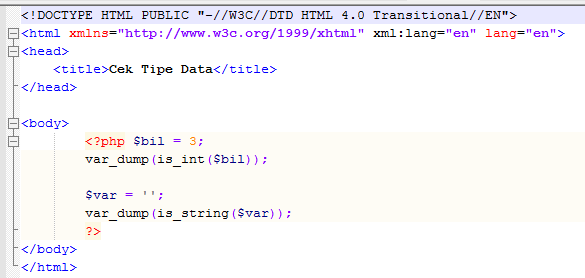 <!DOCTYPE HTML PUBLIC "-//W3C//DTD HTML 4.0 Transitional//EN">
<html xmlns="http://www.w3c.org/1999/xhtml" xml:lang="en" lang="en">
<head>
    <title>Cek Tipe Data</title>
</head>
<body>
        <?php $bil = 3;
        var_dump(is_int($bil));
        $var = '';
        var_dump(is_string($var));
        ?>
</body>
</html>